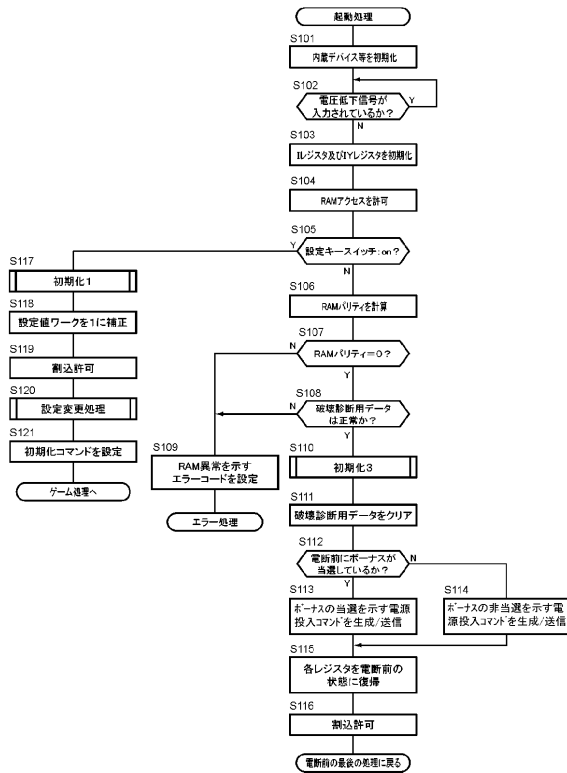 起動処理
S101
内蔵デバイス等を初期化
S102
電圧低下信号が
入力されているか？
Y
N
S103
Iレジスタ及びIYレジスタを初期化
S104
RAMアクセスを許可
S105
設定キースイッチ:on？
Y
N
S117
初期化1
S118
設定値ワークを1に補正
S119
割込許可
S120
設定変更処理
S121
初期化コマンドを設定
ゲーム処理へ
S106
RAMパリティを計算
S107
RAMパリティ＝0？
N
Y
S108
破壊診断用データ
は正常か？
N
Y
S109
RAM異常を示す
エラーコードを設定
エラー処理
S110
初期化3
S111
破壊診断用データをクリア
S112
電断前にボーナスが
当選しているか？
N
Y
S113
ボーナスの当選を示す電源
投入コマンドを生成/送信
S114
ボーナスの非当選を示す電
源投入コマンドを生成/送信
S115
各レジスタを電断前の
状態に復帰
S116
割込許可
電断前の最後の処理に戻る